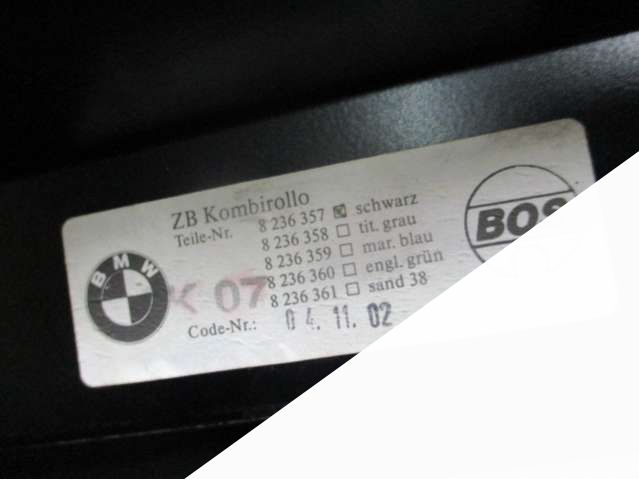 ZB Kombirollo
Teile-Nr. 8 236 357 schwarz
8 236 358 tit. grau
8 236 359 mar. blau
8 236 360 engl. grün
8 236 361 sand 38
Code-Nr.: 04.11.02
BMW
K 07
BOS